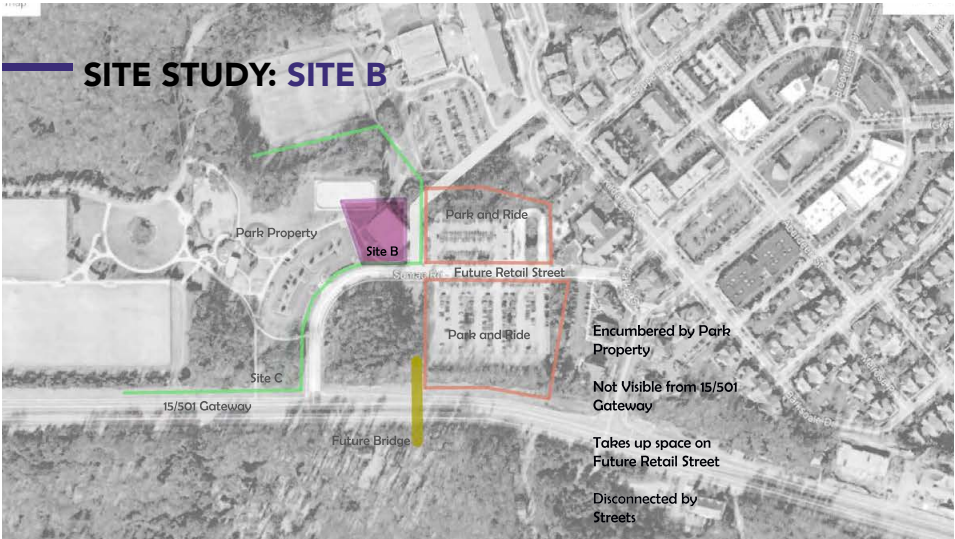 SITE STUDY: SITE B
Park and Ride
Park Property
Site B
Future Retail Street
Park and Ride
Encumbered by Park
Property
Site C
Not Visible from 15/501
Gateway
15/501 Gateway
Future Bridge
Takes up space on
Future Retail Street
Disconnected by
Streets